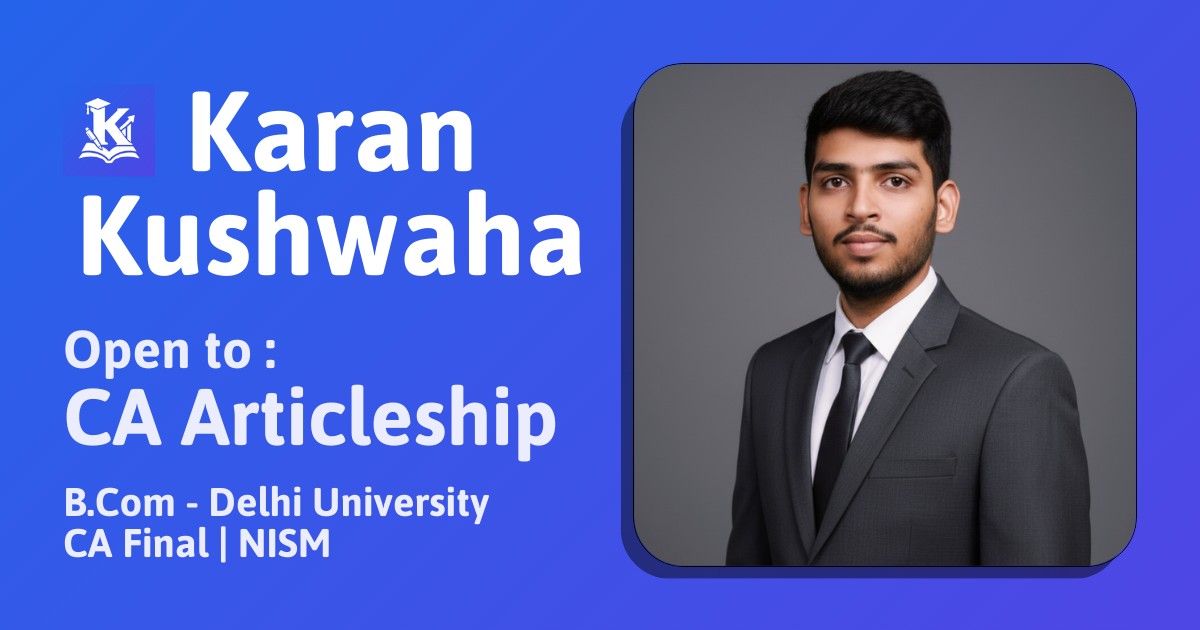 K
Karan
Kushwaha
Open to :
CA Articleship
B.Com - Delhi University
CA Final | NISM